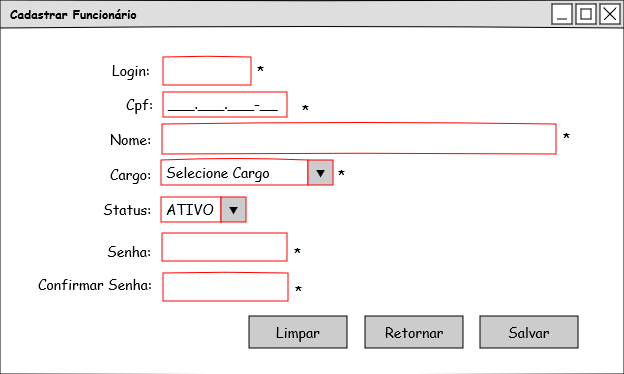 Cadastrar Funcionário
Login: *
Cpf: ___.___.___-__ *
Nome: *
Cargo: Selecione Cargo *
Status: ATIVO
Senha: *
Confirmar Senha: *
Limpar Retornar Salvar